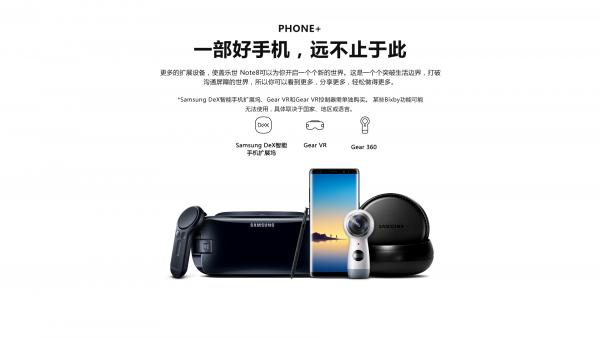 PHONE+
一部好手机，远不止于此
更多的扩展设备，使盖乐世 Note8可以为你开启一个个新的世界。这是一个个突破生活边界，打破
沟通屏障的世界，所以你可以看到更多，分享更多，轻松做得更多。
*Samsung DeX智能手机扩展坞、Gear VR和Gear VR控制器需单独购买。 某些Bixby功能可能
无法使用，具体取决于国家、地区或语言。
DeX
Samsung DeX智能
手机扩展坞
Gear VR
Gear 360
SAMSUNG
SAMSUNG